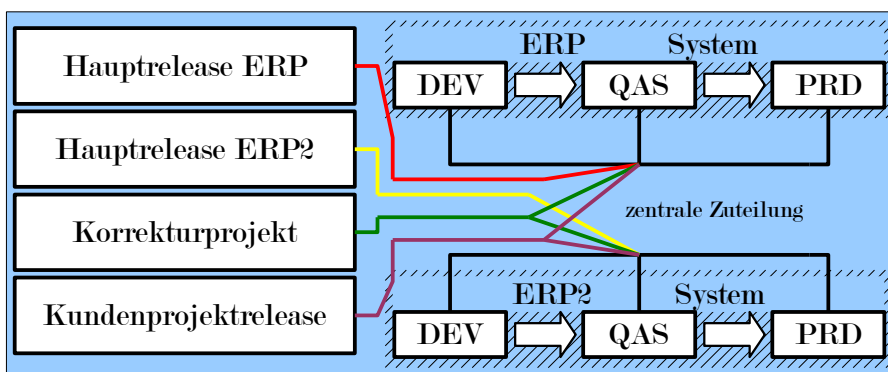 Hauptrelease ERP
Hauptrelease ERP2
Korrekturprojekt
Kundenprojektrelease
ERP System
DEV QAS PRD
zentrale Zuteilung
ERP2 System
DEV QAS PRD